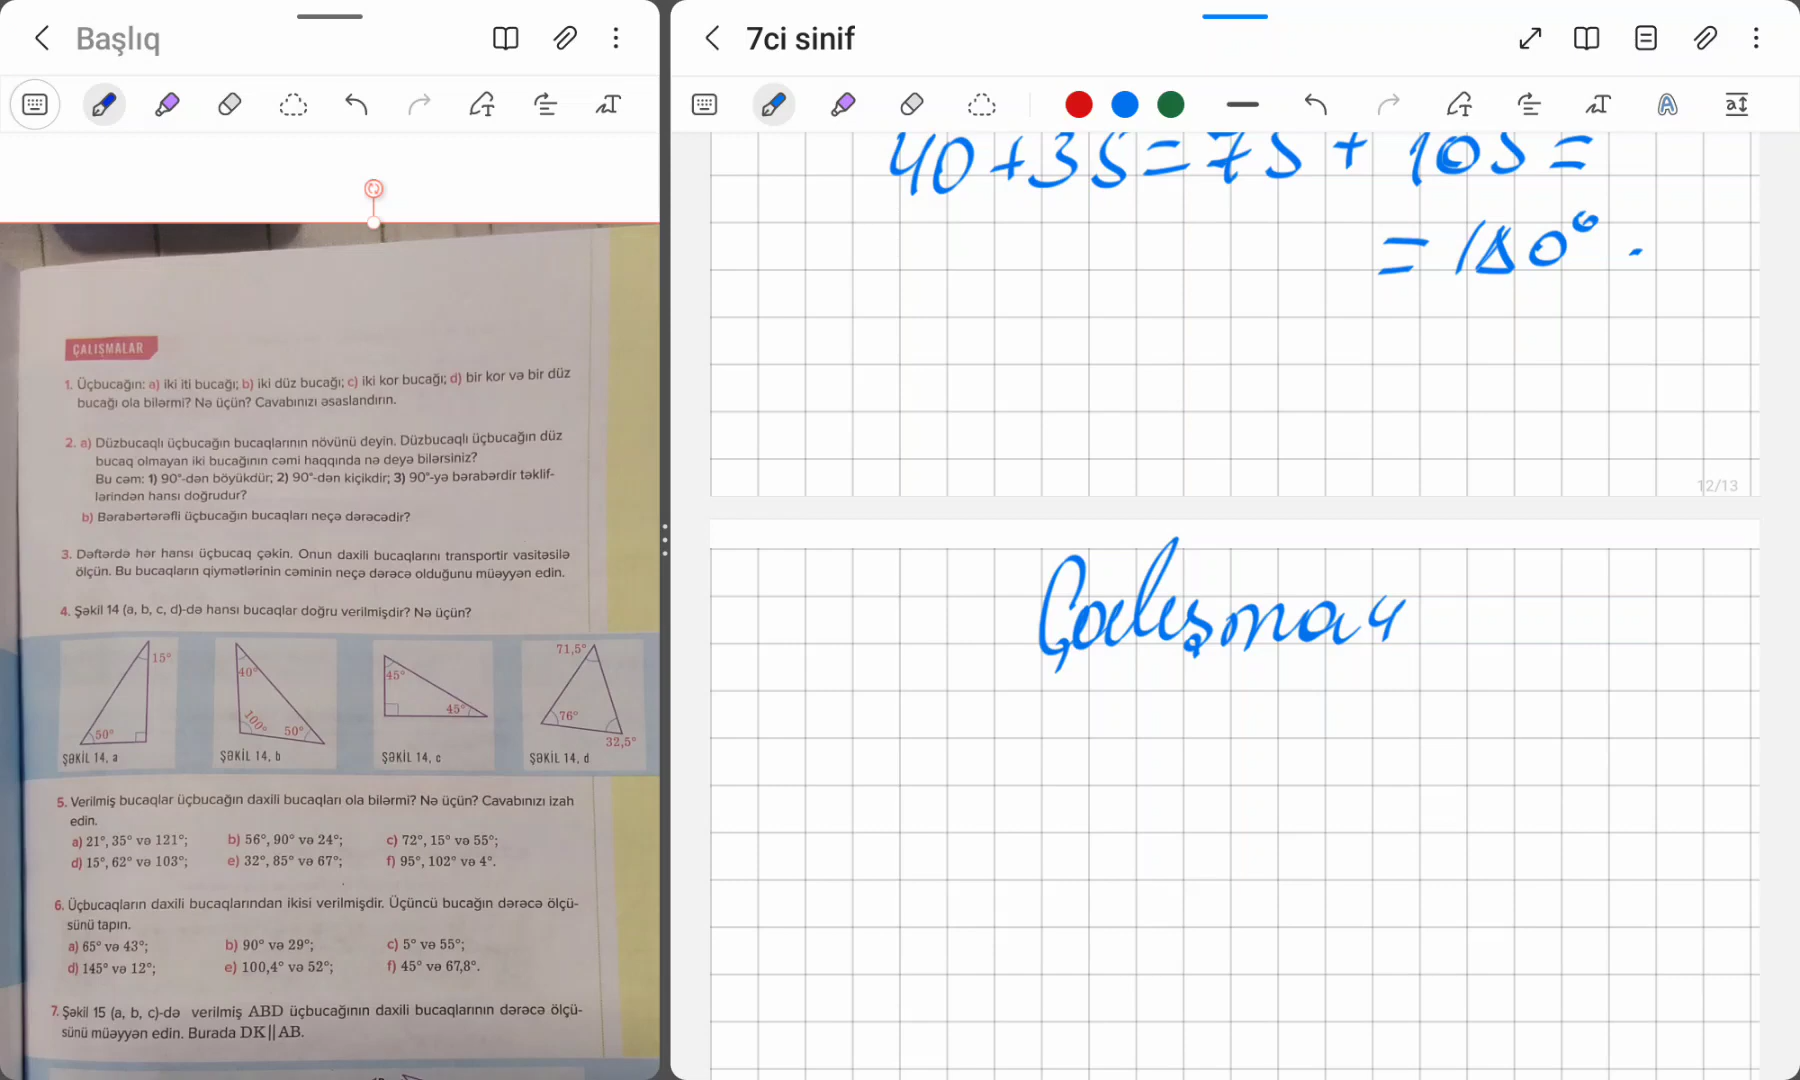 Başlıq
7ci sinif
40+35=75+105=
=180°.
12/13
Çalışma
ÇALIŞMALAR
1. Üçbucağın: a) iki iti bucağı; b) iki düz bucağı; c) iki kor bucağı; d) bir kor və bir düz
bucağı ola bilərmi? Nə üçün? Cavabınızı əsaslandırın.
2. a) Düzbucaqlı üçbucağın bucaqlarının növünü deyin. Düzbucaqlı üçbucağın düz
bucaq olmayan iki bucağının cəmi haqqında nə deyə bilərsiniz?
Bu cəm: 1) 90°-dən böyükdür; 2) 90°-dən kiçikdir; 3) 90°-yə bərabərdir təklif-
lərindən hansı doğrudur?
b) Bərabərtərəfli üçbucağın bucaqları neçə dərəcədir?
3. Dəftərdə hər hansı üçbucaq çəkin. Onun daxili bucaqlarını transportir vasitəsilə
ölçün. Bu bucaqların qiymətlərinin cəminin neçə dərəcə olduğunu müəyyən edin.
4. Şəkil 14 (a, b, c, d)-də hansı bucaqlar doğru verilmişdir? Nə üçün?
15°
50°
ŞƏKİL 14, a
40°
100°
50°
ŞƏKİL 14, b
45°
45°
ŞƏKİL 14, c
71,5°
76°
32,5°
ŞƏKİL 14, d
5. Verilmiş bucaqlar üçbucağın daxili bucaqları ola bilərmi? Nə üçün? Cavabınızı izah
edin.
a) 21°, 35° və 121°; b) 56°, 90° və 24°; c) 72°, 15° və 55°;
d) 15°, 62° və 103°; e) 32°, 85° və 67°; f) 95°, 102° və 4°.
6. Üçbucaqların daxili bucaqlarından ikisi verilmişdir. Üçüncü bucağın dərəcə ölçü-
sünü tapın.
a) 65° və 43°; b) 90° və 29°; c) 5° və 55°;
d) 145° və 12°; e) 100,4° və 52°; f) 45° və 67,8°.
7. Şəkil 15 (a, b, c)-də verilmiş ABD üçbucağının daxili bucaqlarının dərəcə ölçü-
sünü müəyyən edin. Burada DK||AB.